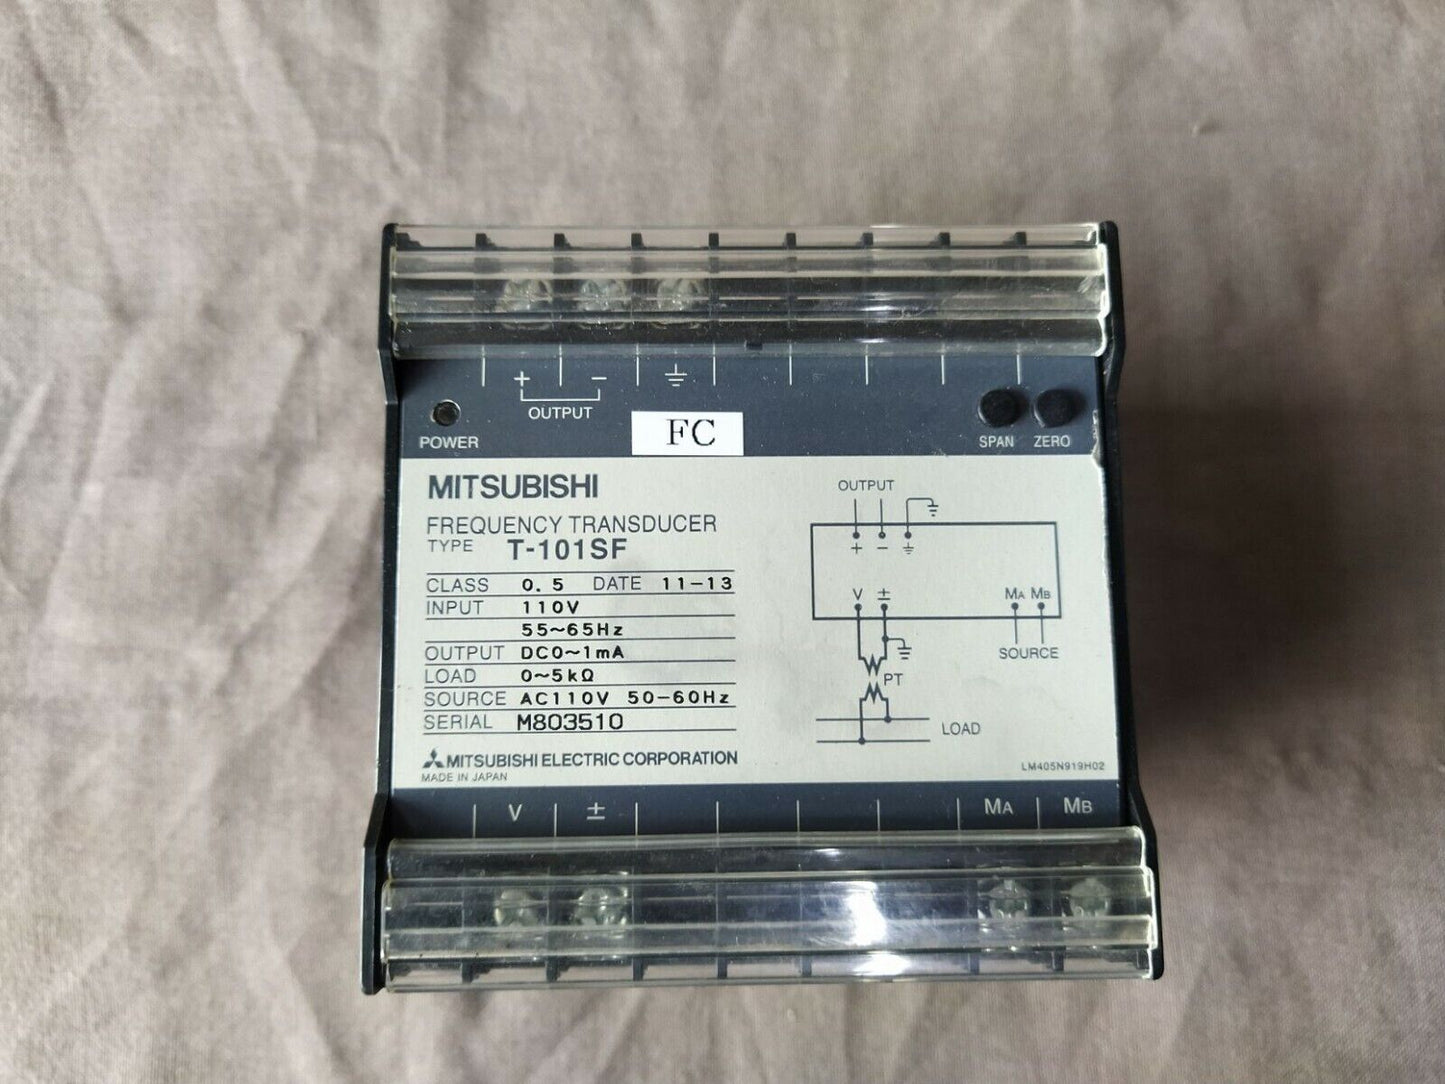 + − ⏚
OUTPUT
POWER
FC
SPAN ZERO
MITSUBISHI
FREQUENCY TRANSDUCER
TYPE T-101SF
CLASS 0.5 DATE 11-13
INPUT 110V
55~65Hz
OUTPUT DC0~1mA
LOAD 0~5kΩ
SOURCE AC110V 50-60Hz
SERIAL M803510
MITSUBISHI ELECTRIC CORPORATION
MADE IN JAPAN
OUTPUT
+ − ⏚
V ± MA MB
SOURCE
PT
LOAD
LM405N919H02
V ± MA MB